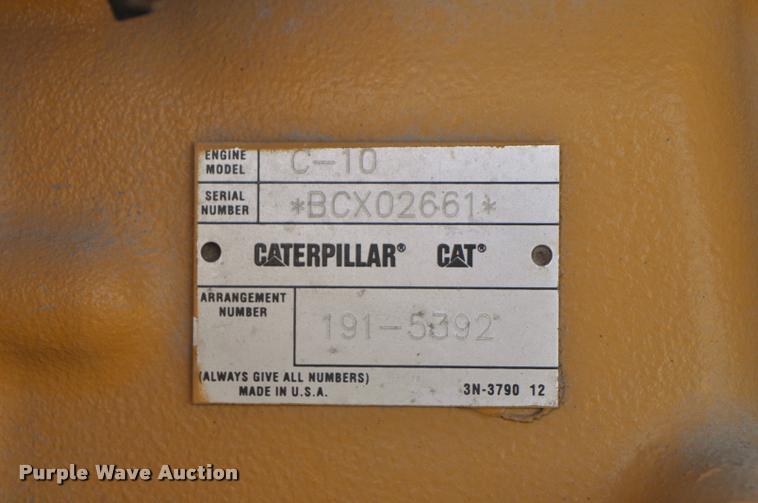 ENGINE MODEL C-10
SERIAL NUMBER *BCX02661*
CATERPILLAR® CAT®
ARRANGEMENT NUMBER 191-5392
(ALWAYS GIVE ALL NUMBERS)
MADE IN U.S.A. 3N-3790 12
Purple Wave Auction